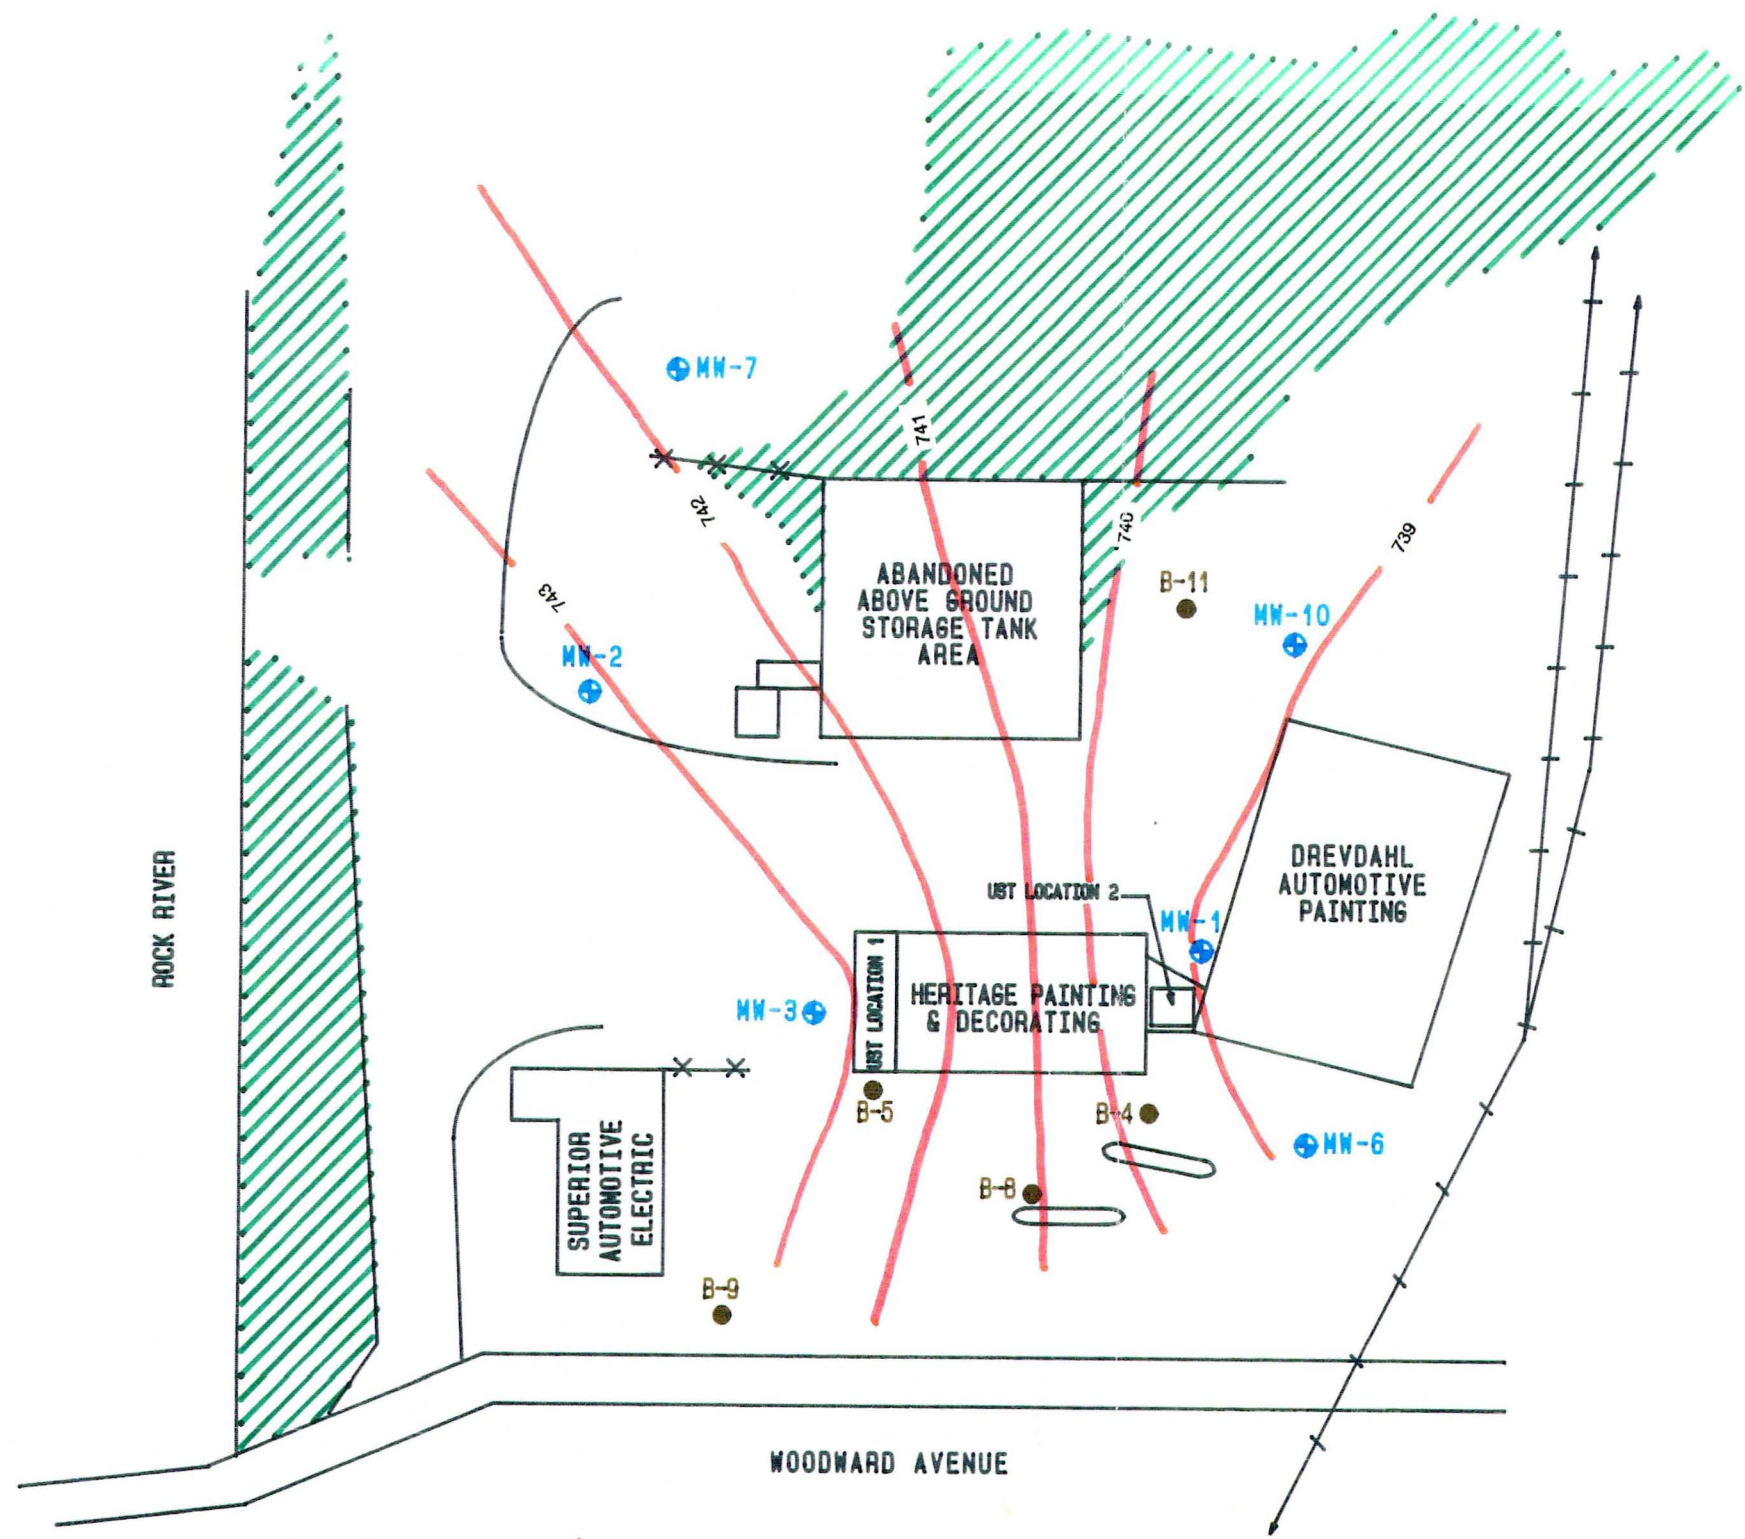 MW-7
741
742
740
739
ABANDONED
ABOVE GROUND
STORAGE TANK
AREA
B-11
743
MW-10
MW-2
DREVDAHL
AUTOMOTIVE
PAINTING
ROCK RIVER
UST LOCATION 2
MW-1
UST LOCATION 1
HERITAGE PAINTING
& DECORATING
MW-3
B-5
B-4
SUPERIOR
AUTOMOTIVE
ELECTRIC
MW-6
B-8
B-9
WOODWARD AVENUE